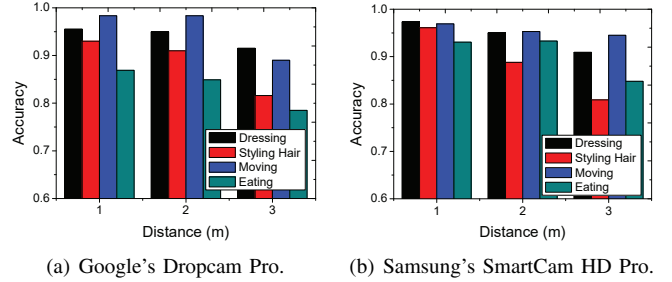 1.0
0.9
0.8
0.7
0.6
Accuracy
Dressing
Styling Hair
Moving
Eating
1 2 3
Distance (m)
(a) Google's Dropcam Pro.
1.0
0.9
0.8
0.7
0.6
Accuracy
Dressing
Styling Hair
Moving
Eating
1 2 3
Distance (m)
(b) Samsung's SmartCam HD Pro.